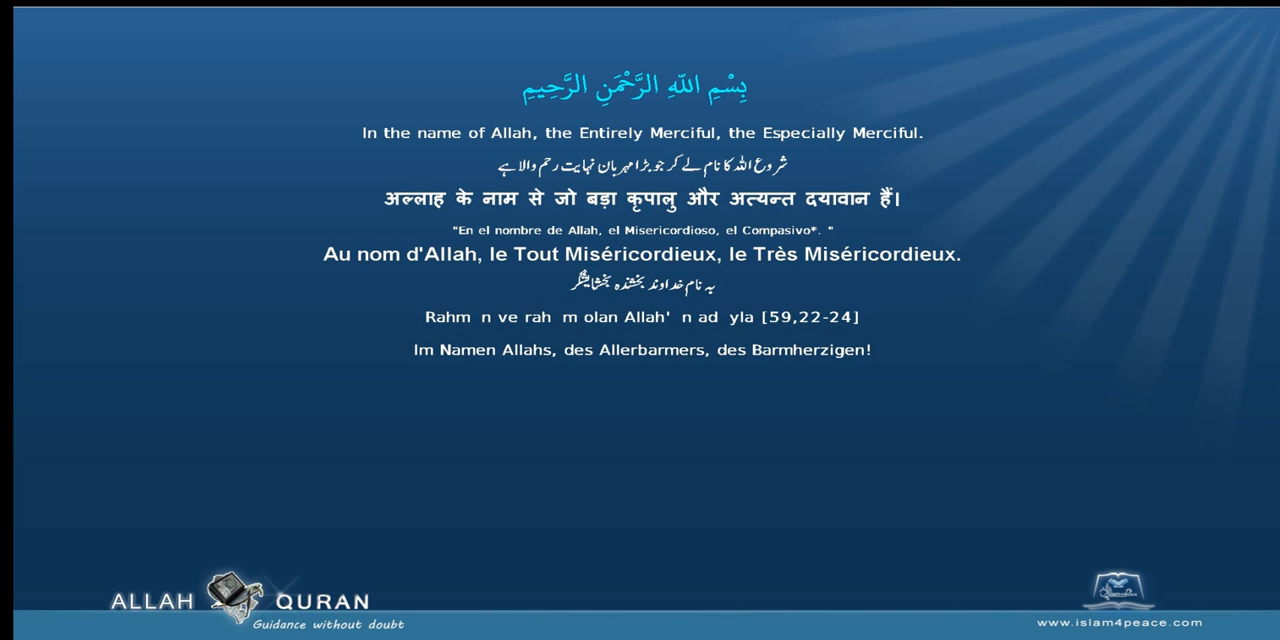 بِسْمِ اللَّهِ الرَّحْمَنِ الرَّحِيمِ
In the name of Allah, the Entirely Merciful, the Especially Merciful.
شروع الله کا نام لے کر جو بڑا مہربان نہایت رحم والا ہے
अल्लाह के नाम से जो बड़ा कृपालु और अत्यन्त दयावान हैं।
"En el nombre de Allah, el Misericordioso, el Compasivo*. "
Au nom d'Allah, le Tout Miséricordieux, le Très Miséricordieux.
به نام خداوند بخشنده بخشایشگر
Rahm n ve rah m olan Allah' n ad yla [59,22-24]
Im Namen Allahs, des Allerbarmers, des Barmherzigen!
ALLAH QURAN
Guidance without doubt
www.islam4peace.com